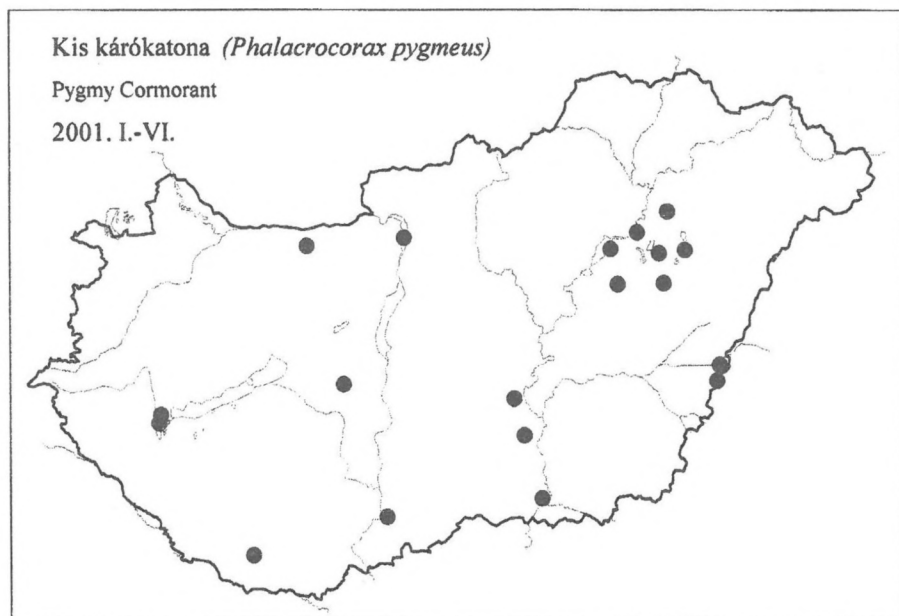 Kis kárókatona (Phalacrocorax pygmeus)
Pygmy Cormorant
2001. I.-VI.